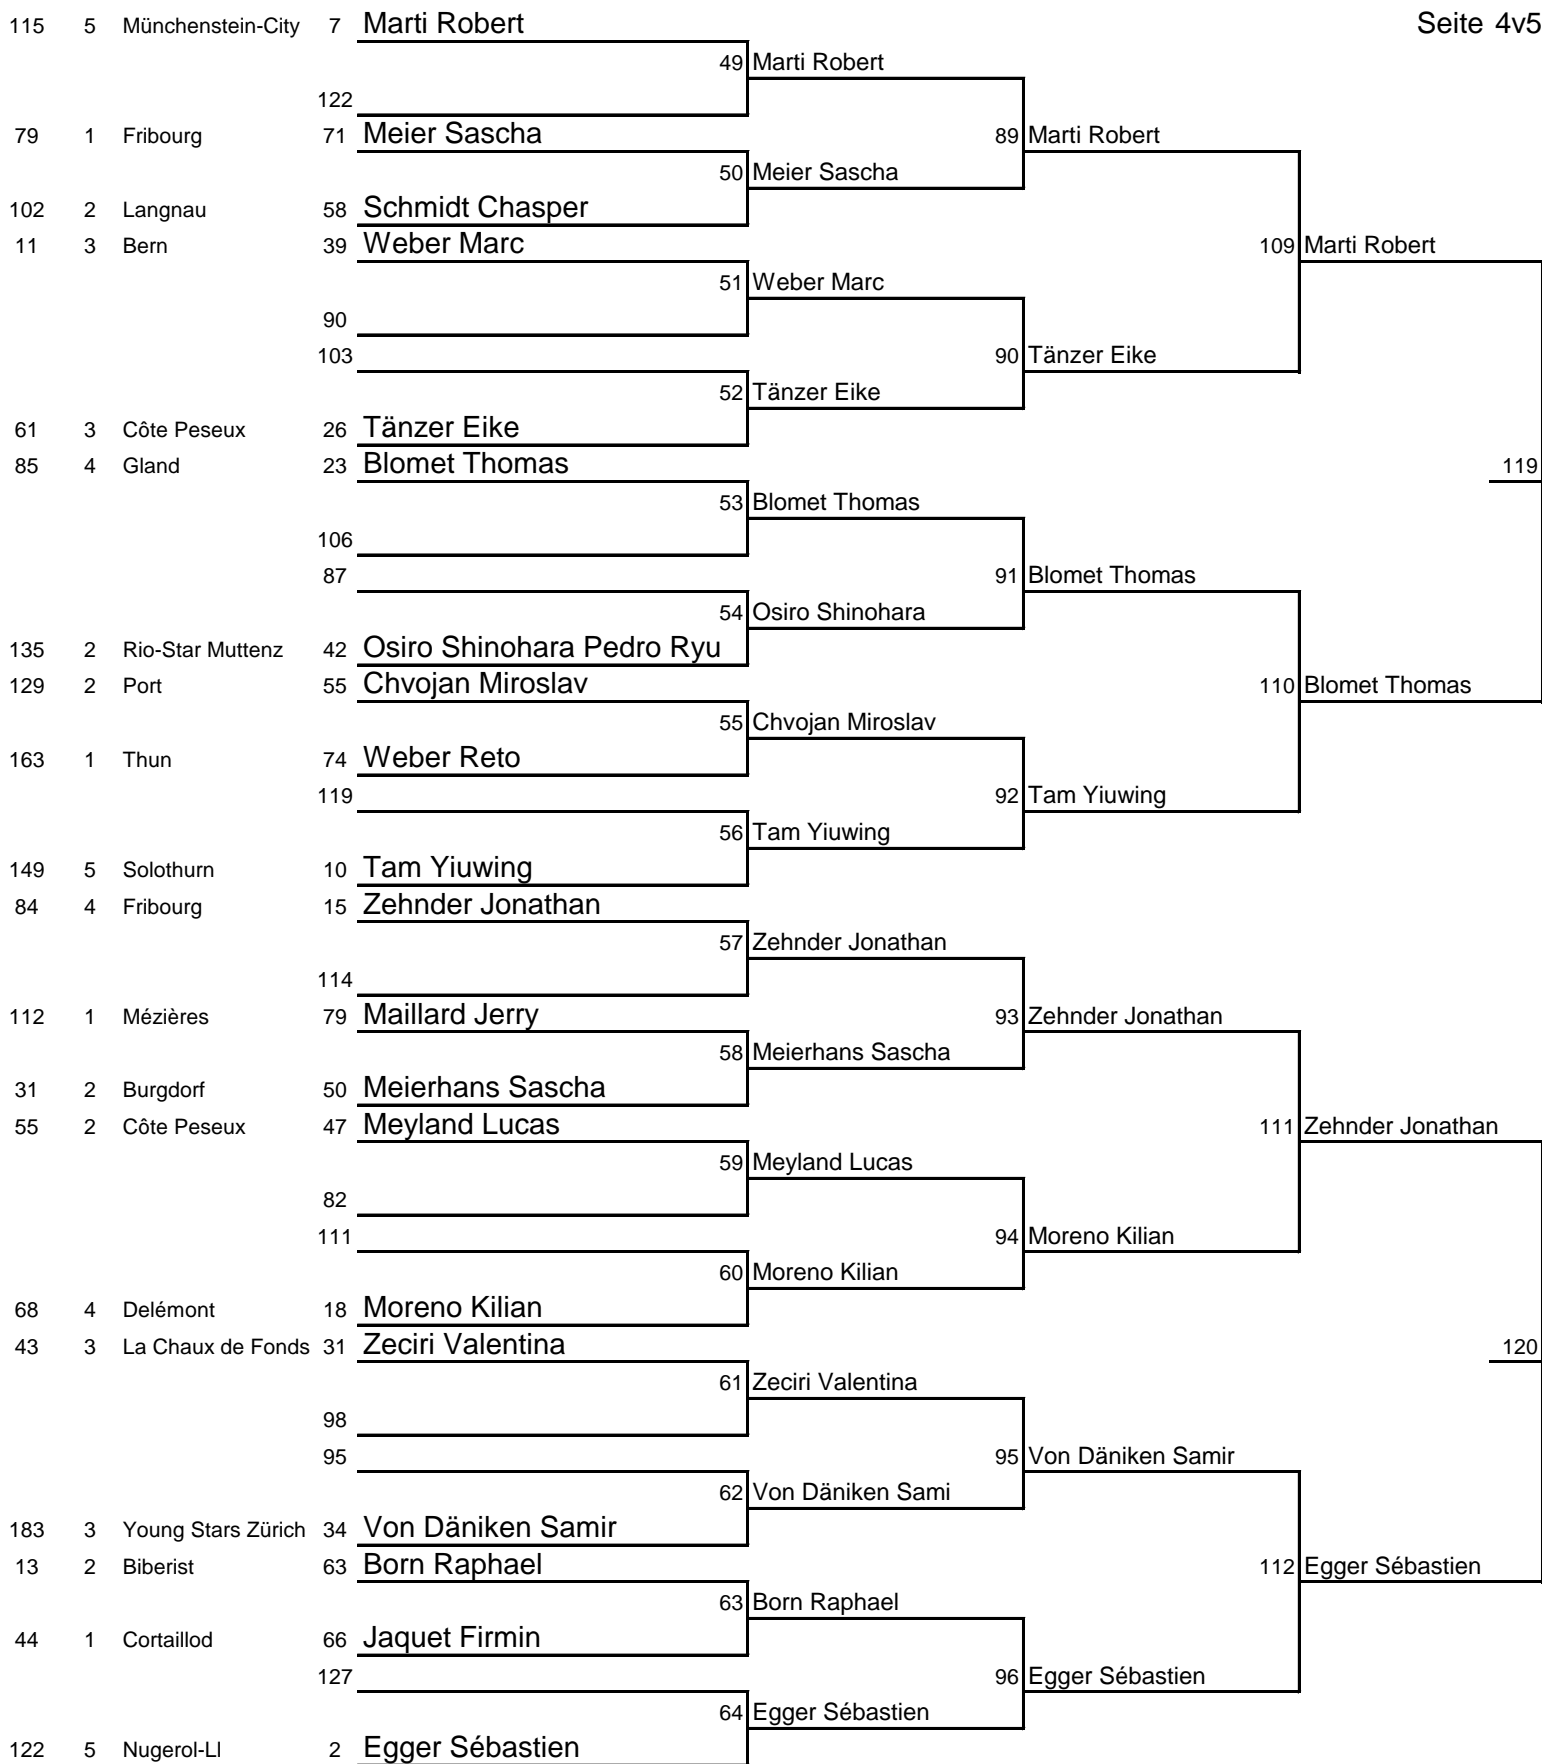 115 5 Münchenstein-City 7 Marti Robert Seite 4v5
49 Marti Robert
122
79 1 Fribourg 71 Meier Sascha 89 Marti Robert
50 Meier Sascha
102 2 Langnau 58 Schmidt Chasper
11 3 Bern 39 Weber Marc 109 Marti Robert
51 Weber Marc
90
103 90 Tänzer Eike
52 Tänzer Eike
61 3 Côte Peseux 26 Tänzer Eike
85 4 Gland 23 Blomet Thomas 119
53 Blomet Thomas
106
87 91 Blomet Thomas
54 Osiro Shinohara
135 2 Rio-Star Muttenz 42 Osiro Shinohara Pedro Ryu
129 2 Port 55 Chvojan Miroslav 110 Blomet Thomas
55 Chvojan Miroslav
163 1 Thun 74 Weber Reto
119 92 Tam Yiuwing
56 Tam Yiuwing
149 5 Solothurn 10 Tam Yiuwing
84 4 Fribourg 15 Zehnder Jonathan
57 Zehnder Jonathan
114
112 1 Mézières 79 Maillard Jerry 93 Zehnder Jonathan
58 Meierhans Sascha
31 2 Burgdorf 50 Meierhans Sascha
55 2 Côte Peseux 47 Meyland Lucas 111 Zehnder Jonathan
59 Meyland Lucas
82
111 94 Moreno Kilian
60 Moreno Kilian
68 4 Delémont 18 Moreno Kilian
43 3 La Chaux de Fonds 31 Zeciri Valentina 120
61 Zeciri Valentina
98
95 95 Von Däniken Samir
62 Von Däniken Sami
183 3 Young Stars Zürich 34 Von Däniken Samir
13 2 Biberist 63 Born Raphael 112 Egger Sébastien
63 Born Raphael
44 1 Cortaillod 66 Jaquet Firmin
127 96 Egger Sébastien
64 Egger Sébastien
122 5 Nugerol-Ll 2 Egger Sébastien